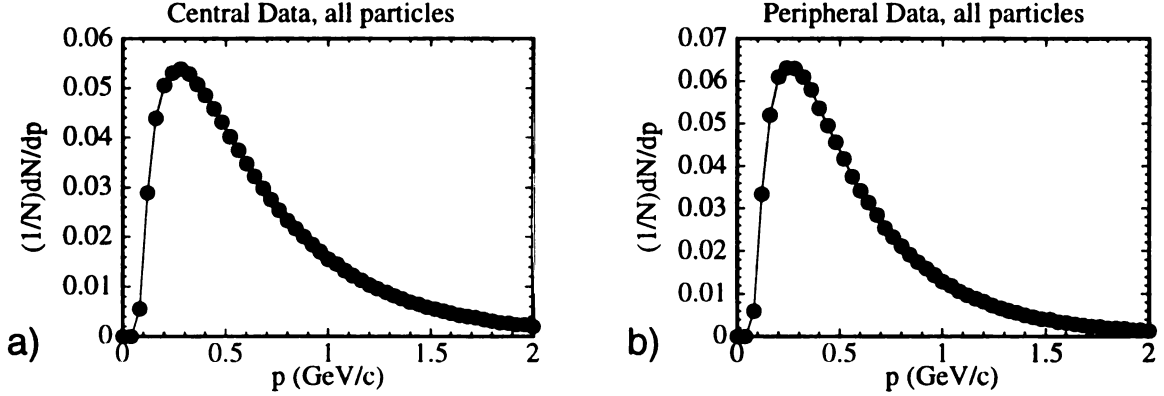 Central Data, all particles
0.06
0.05
0.04
0.03
0.02
0.01
0
(1/N)dN/dp
0 0.5 1 1.5 2
p (GeV/c)
a)
Peripheral Data, all particles
0.07
0.06
0.05
0.04
0.03
0.02
0.01
0
(1/N)dN/dp
0 0.5 1 1.5 2
p (GeV/c)
b)